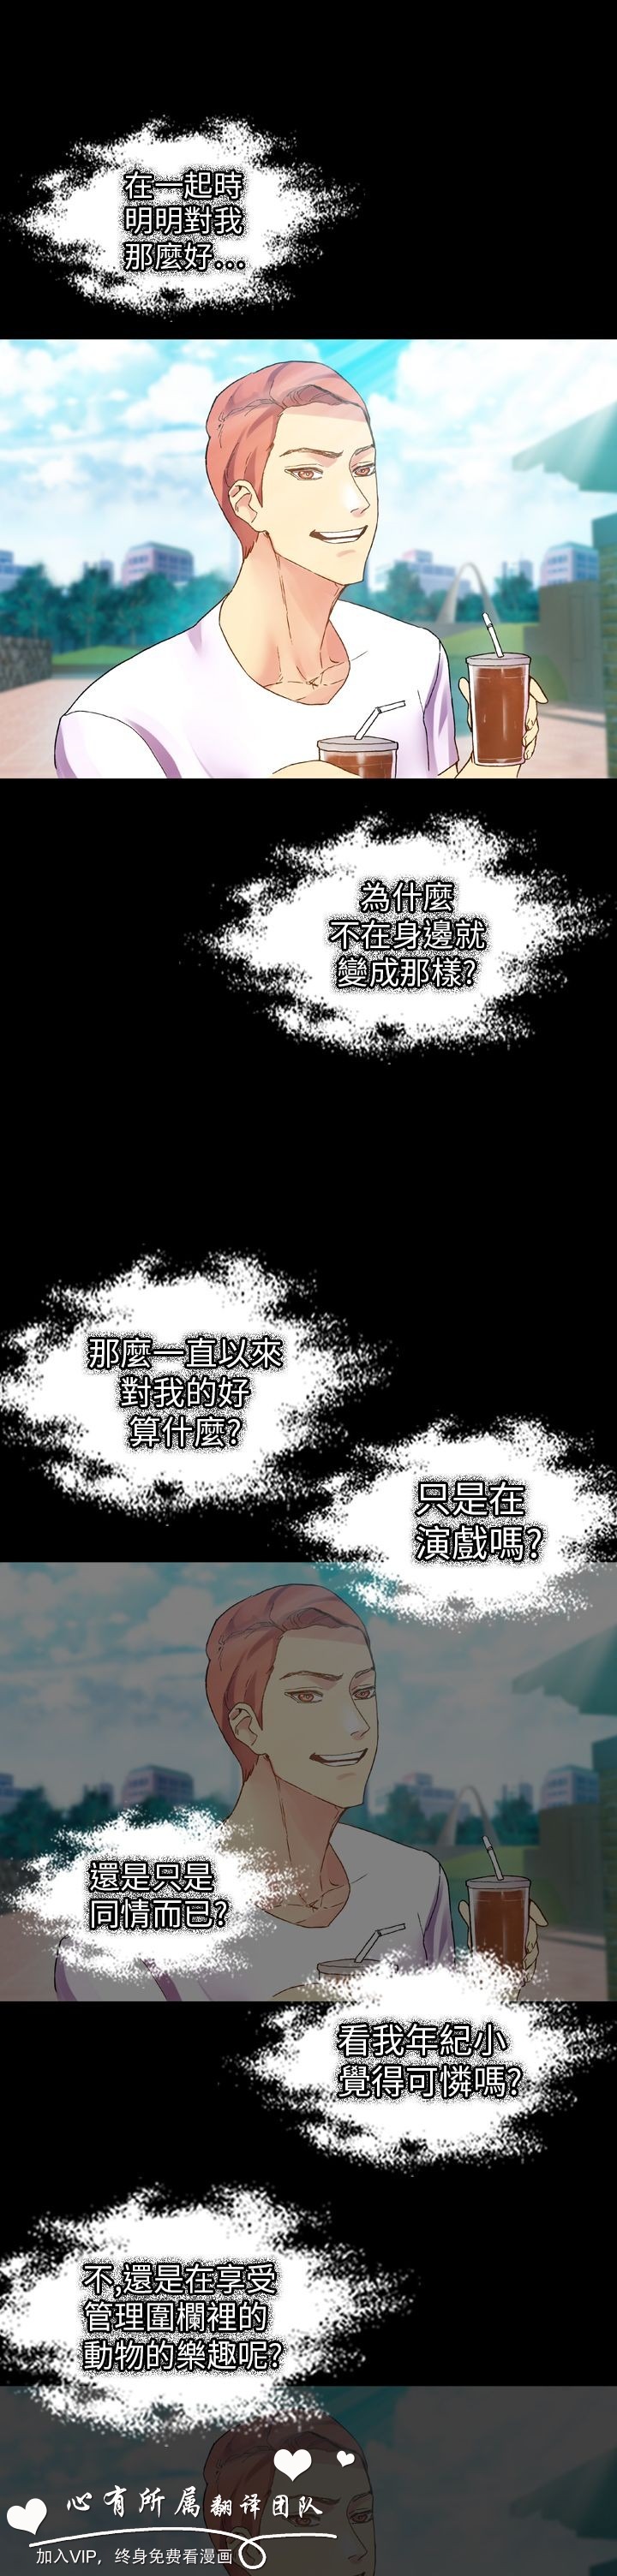 在一起時
明明對我
那麼好...
為什麼
不在身邊就
變成那樣?
那麼一直以來
對我的好
算什麼?
只是在
演戲嗎?
還是只是
同情而已?
看我年紀小
覺得可憐嗎?
不,還是在享受
管理圍欄裡的
動物的樂趣呢?
心有所属翻译团队
加入VIP，终身免费看漫画